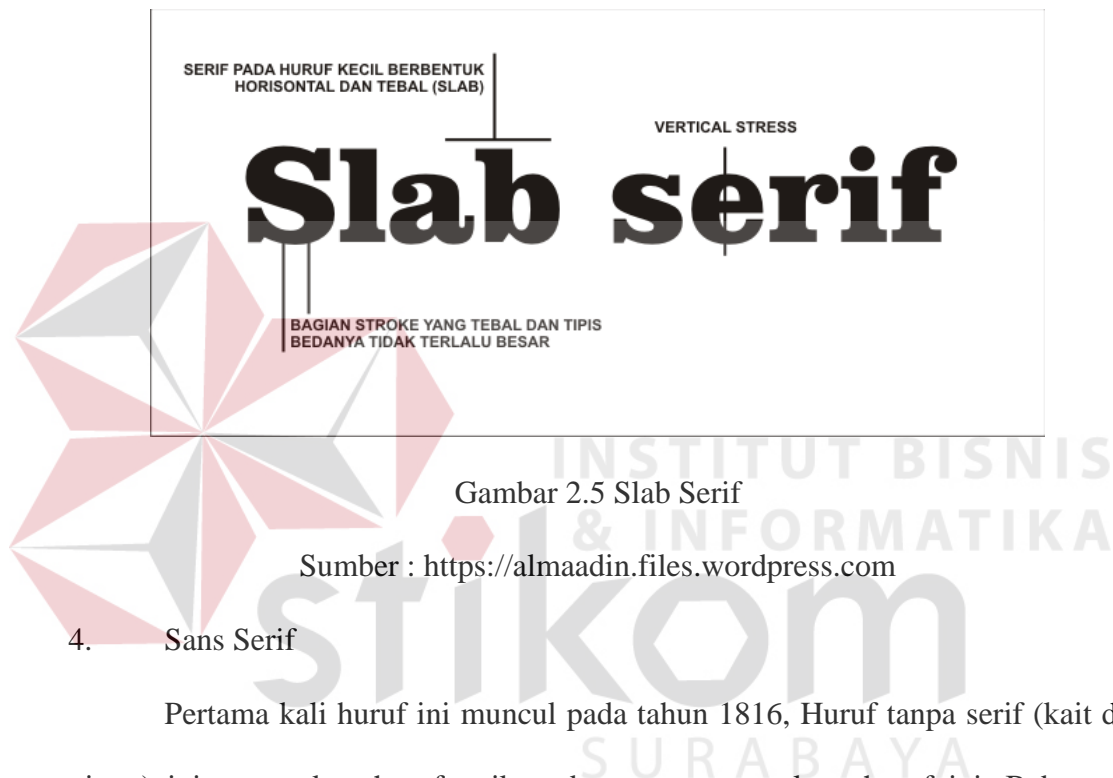 SERIF PADA HURUF KECIL BERBENTUK
HORISONTAL DAN TEBAL (SLAB)
VERTICAL STRESS
Slab serif
BAGIAN STROKE YANG TEBAL DAN TIPIS
BEDANYA TIDAK TERLALU BESAR
INSTITUT BISNIS
Gambar 2.5 Slab Serif
& INFORMATIKA
Sumber : https://almaadin.files.wordpress.com
stikom
4. Sans Serif
Pertama kali huruf ini muncul pada tahun 1816, Huruf tanpa serif (kait d
SURABAYA